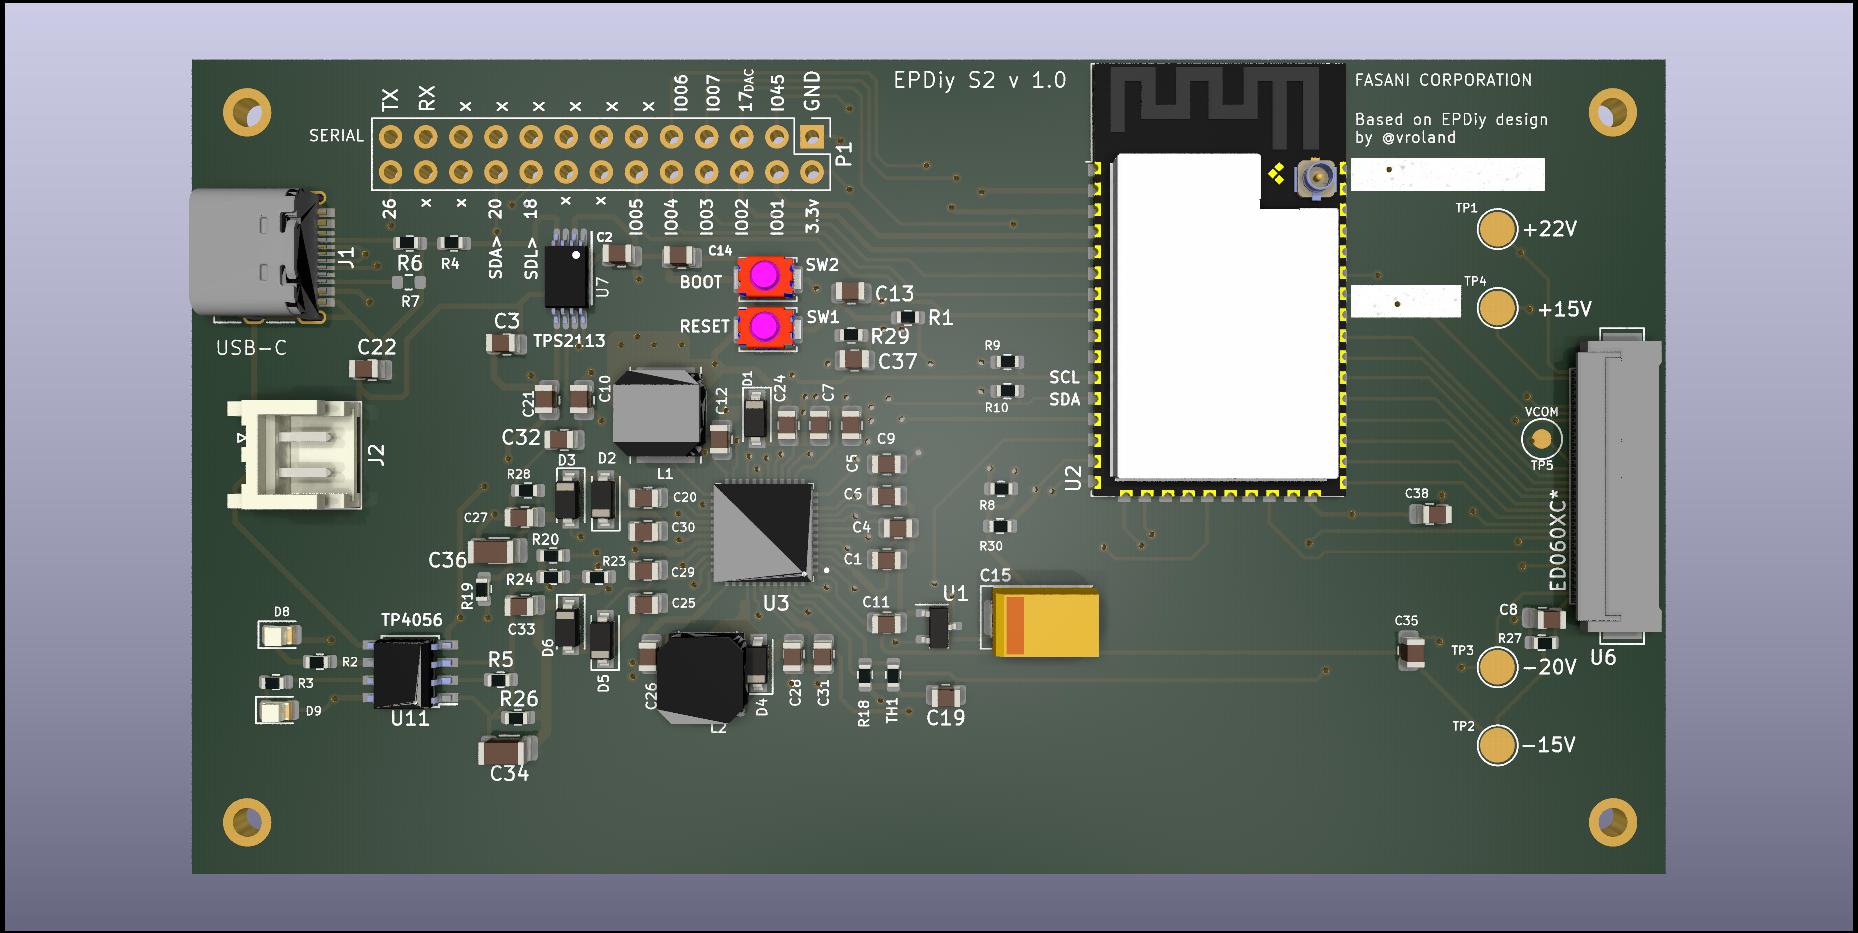 EPDiy S2 v 1.0
FASANI CORPORATION
Based on EPDiy design
by @vroland
SERIAL
TX
RX
x
x
x
x
x
x
IO06
IO07
17DAC
IO45
GND
P1
26
x
x
20
18
x
x
IO05
IO04
IO03
IO02
IO01
3.3v
SDA>
SDL>
J1
USB-C
R6
R4
R7
U7
TPS2113
C2
C14
C3
C22
BOOT
SW2
RESET
SW1
C13
R1
R29
C37
R9
R10
SCL
SDA
U2
TP1
+22V
TP4
+15V
VCOM
TP5
ED060XC*
C38
C8
R27
U6
C35
TP3
-20V
TP2
-15V
J2
C21
C10
C32
L1
C12
D1
C24
C7
C9
C5
C6
C4
C1
R28
D3
D2
C20
C27
C30
C36
R20
R23
R24
C29
R19
C33
C25
U3
R8
R30
C15
U1
C11
D8
R2
R3
D9
TP4056
U11
R5
R26
C34
D6
D5
C26
L2
D4
C28
C31
R18
TH1
C19